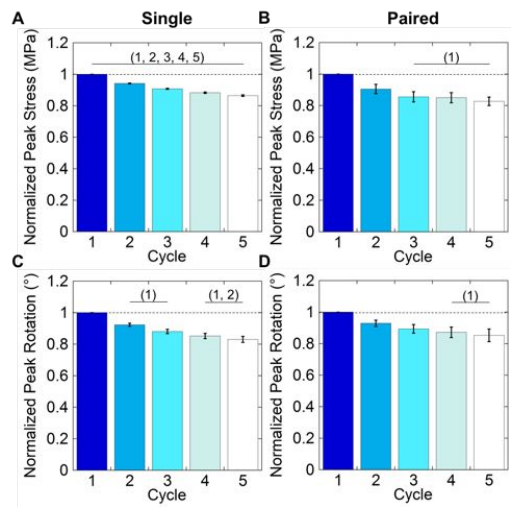 A Single B Paired
Normalized Peak Stress (MPa)
1.2
1
0.8
0.6
0.4
0.2
0
(1, 2, 3, 4, 5)
1 2 3 4 5
Cycle
Normalized Peak Stress (MPa)
1.2
1
0.8
0.6
0.4
0.2
0
(1)
1 2 3 4 5
Cycle
C
Normalized Peak Rotation (°)
1.2
1
0.8
0.6
0.4
0.2
0
(1) (1, 2)
1 2 3 4 5
Cycle
D
Normalized Peak Rotation (°)
1.2
1
0.8
0.6
0.4
0.2
0
(1)
1 2 3 4 5
Cycle